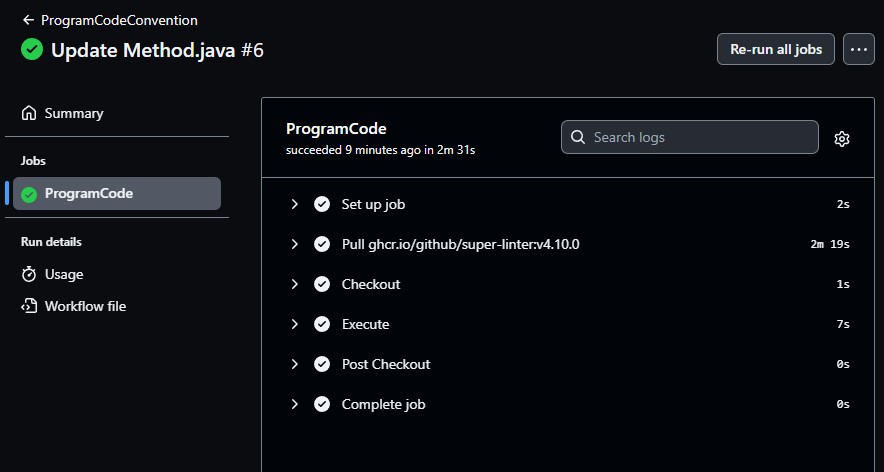 ProgramCodeConvention
Update Method.java #6
Re-run all jobs
Summary
Jobs
ProgramCode
Run details
Usage
Workflow file
ProgramCode
succeeded 9 minutes ago in 2m 31s
Search logs
Set up job 2s
Pull ghcr.io/github/super-linter:v4.10.0 2m 19s
Checkout 1s
Execute 7s
Post Checkout 0s
Complete job 0s